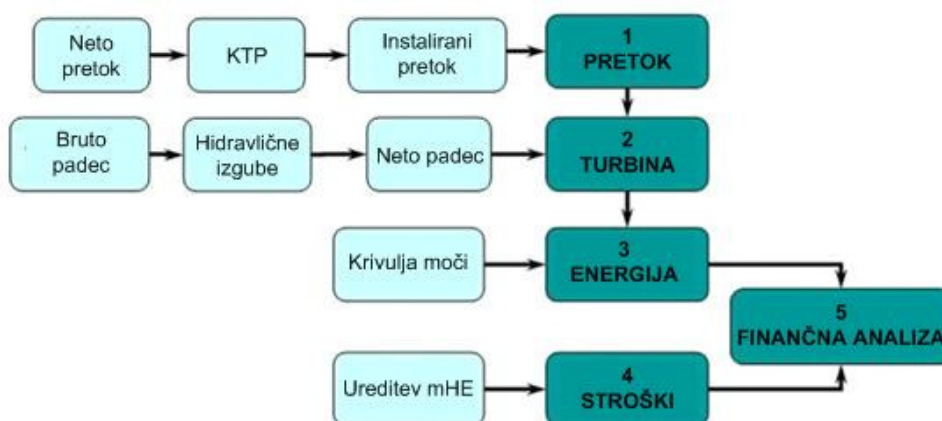 Neto
pretok
KTP
Instalirani
pretok
1
PRETOK
Bruto
padec
Hidravlične
izgube
Neto padec
2
TURBINA
Krivulja moči
3
ENERGIJA
5
FINANČNA ANALIZA
Ureditev mHE
4
STROŠKI